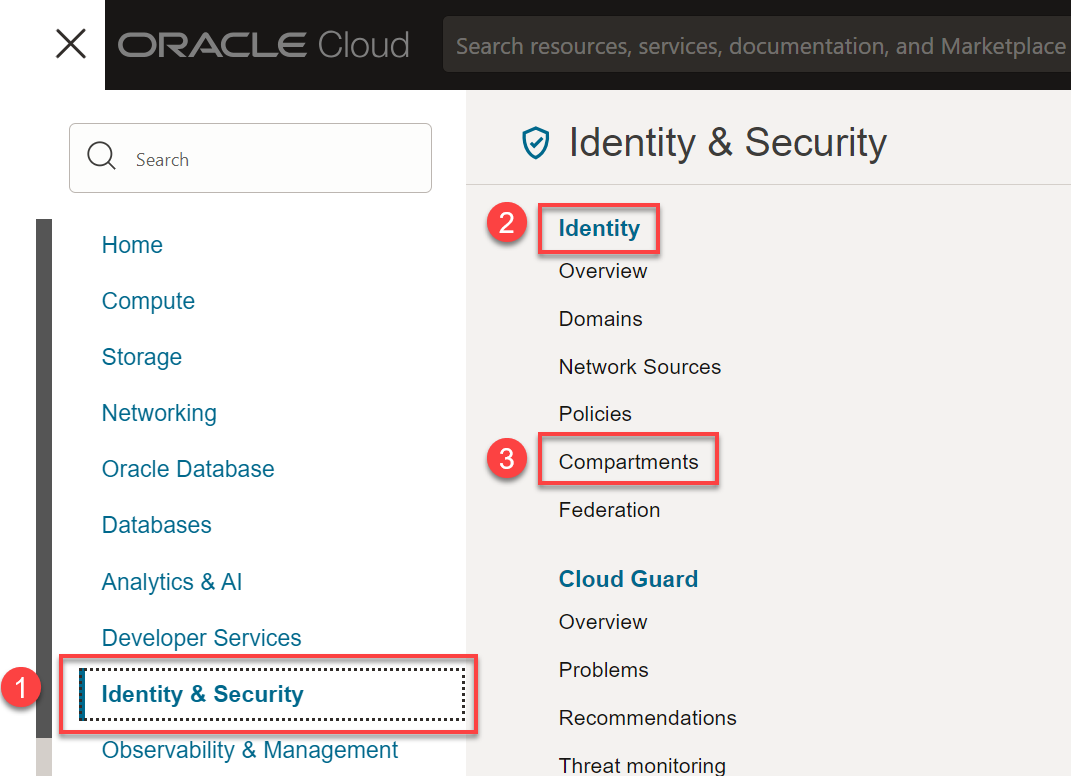 ORACLE Cloud
Search resources, services, documentation, and Marketplace
Search
Home
Compute
Storage
Networking
Oracle Database
Databases
Analytics & AI
Developer Services
1
Identity & Security
Observability & Management
Identity & Security
2
Identity
Overview
Domains
Network Sources
Policies
3
Compartments
Federation
Cloud Guard
Overview
Problems
Recommendations
Threat monitoring